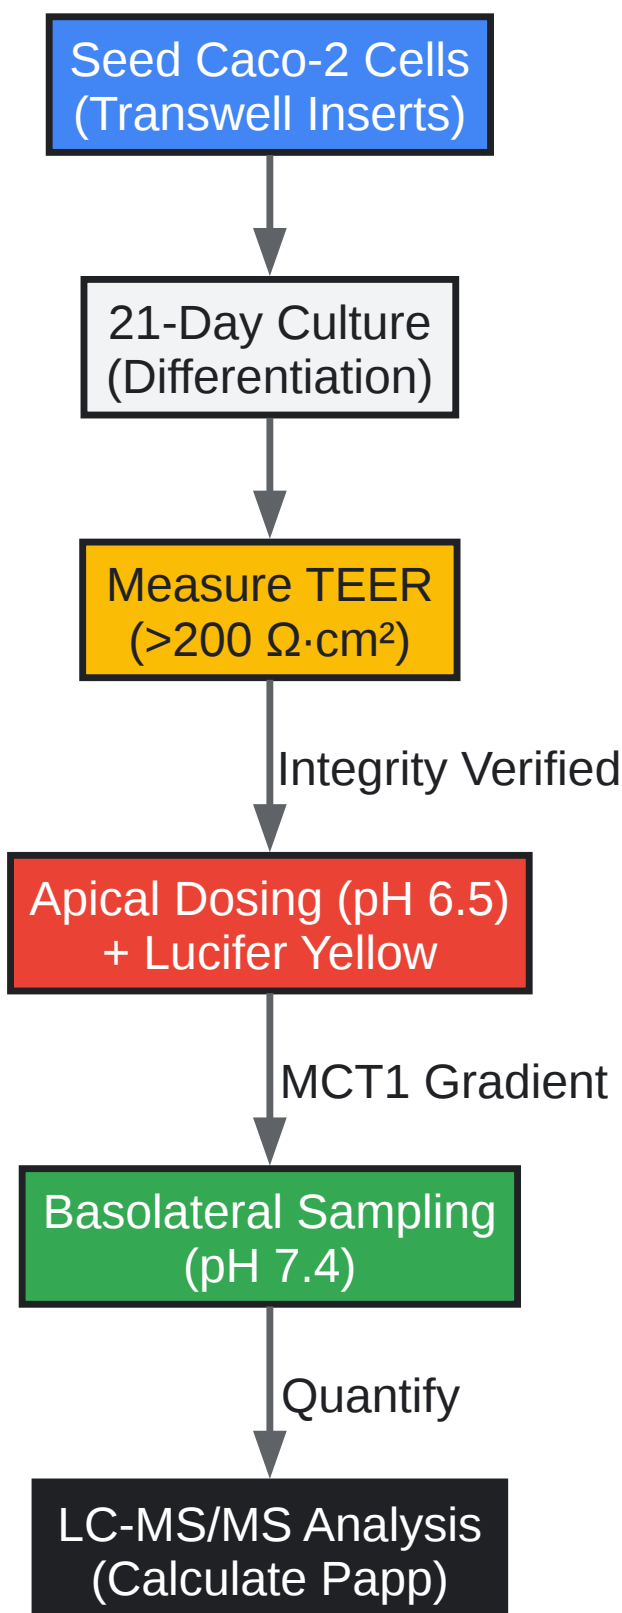 Seed Caco-2 Cells
(Transwell Inserts)
21-Day Culture
(Differentiation)
Measure TEER
(>200 Ω·cm²)
Integrity Verified
Apical Dosing (pH 6.5)
+ Lucifer Yellow
MCT1 Gradient
Basolateral Sampling
(pH 7.4)
Quantify
LC-MS/MS Analysis
(Calculate Papp)